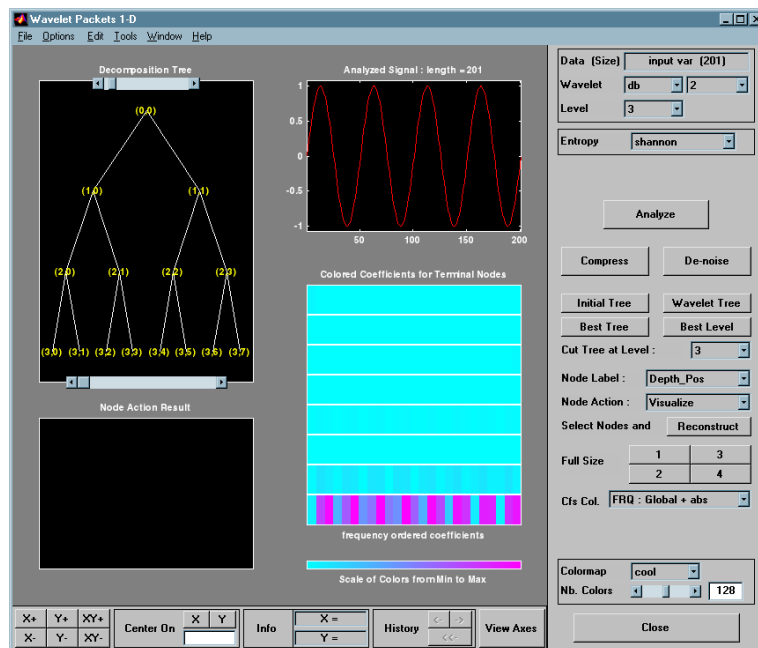 Wavelet Packets 1-D
File Options Edit Tools Window Help
Decomposition Tree
(0,0)
(1,0) (1,1)
(2,0) (2,1) (2,2) (2,3)
(3,0) (3,1) (3,2) (3,3) (3,4) (3,5) (3,6) (3,7)
Node Action Result
Analyzed Signal : length = 201
1
0.5
0
-0.5
-1
50 100 150 200
Colored Coefficients for Terminal Nodes
frequency ordered coefficients
Scale of Colors from Min to Max
Data (Size) input var (201)
Wavelet db 2
Level 3
Entropy shannon
Analyze
Compress De-noise
Initial Tree Wavelet Tree
Best Tree Best Level
Cut Tree at Level : 3
Node Label : Depth_Pos
Node Action : Visualize
Select Nodes and Reconstruct
Full Size 1 3
2 4
Cfs Col. FRQ : Global + abs
Colormap cool
Nb. Colors 128
Close
X+ Y+ XY+
X- Y- XY-
Center On X Y
Info X =
Y =
History <- ->
<<-
View Axes